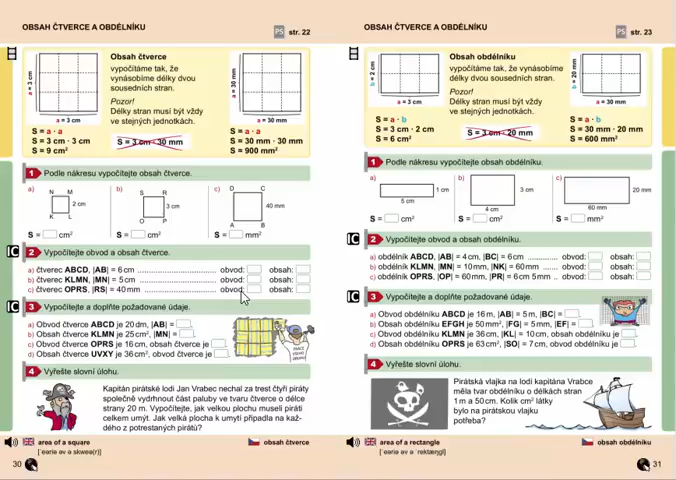 OBSAH ČTVERCE A OBDÉLNÍKU
PS str. 22
a = 3 cm
a = 3 cm
Obsah čtverce
vypočítáme tak, že
vynásobíme délky dvou
sousedních stran.
Pozor!
Délky stran musí být vždy
ve stejných jednotkách.
a = 30 mm
a = 30 mm
S = a · a
S = 3 cm · 3 cm
S = 9 cm²
S = 3 cm · 30 mm
S = a · a
S = 30 mm · 30 mm
S = 900 mm²
1 Podle nákresu vypočítejte obsah čtverce.
a) N M 2 cm K L
b) S R 3 cm O P
c) D C 40 mm A B
S = cm²
S = cm²
S = mm²
2 Vypočítejte obvod a obsah čtverce.
a) čtverec ABCD, |AB| = 6 cm obvod: obsah:
b) čtverec KLMN, |MN| = 5 cm obvod: obsah:
c) čtverec OPRS, |RS| = 40 mm obvod: obsah:
3 Vypočítejte a doplňte požadované údaje.
a) Obvod čtverce ABCD je 20 dm, |AB| =
b) Obsah čtverce KLMN je 25 cm², |MN| =
c) Obvod čtverce OPRS je 16 cm, obsah čtverce je
d) Obsah čtverce UVXY je 36 cm², obvod čtverce je
4 Vyřešte slovní úlohu.
Kapitán pirátské lodi Jan Vrabec nechal za trest čtyři piráty
společně vydrhnout část paluby ve tvaru čtverce o délce
strany 20 m. Vypočítejte, jak velkou plochu museli piráti
celkem umýt. Jak velká plocha k umytí připadla na kaž-
dého z potrestaných pirátů?
area of a square
obsah čtverce
30
OBSAH ČTVERCE A OBDÉLNÍKU
PS str. 23
b = 2 cm
a = 3 cm
Obsah obdélníku
vypočítáme tak, že vynásobíme
délky dvou sousedních stran.
Pozor!
Délky stran musí být vždy
ve stejných jednotkách.
b = 20 mm
a = 30 mm
S = a · b
S = 3 cm · 2 cm
S = 6 cm²
S = 3 cm · 20 mm
S = a · b
S = 30 mm · 20 mm
S = 600 mm²
1 Podle nákresu vypočítejte obsah obdélníku.
a) 1 cm 5 cm
b) 3 cm 4 cm
c) 20 mm 60 mm
S = cm²
S = cm²
S = mm²
2 Vypočítejte obvod a obsah obdélníku.
a) obdélník ABCD, |AB| = 4 cm, |BC| = 6 cm obvod: obsah:
b) obdélník KLMN, |MN| = 10 mm, |NK| = 60 mm obvod: obsah:
c) obdélník OPRS, |OP| = 60 mm, |PR| = 6 cm 5 mm obvod: obsah:
3 Vypočítejte a doplňte požadované údaje.
a) Obvod obdélníku ABCD je 16 m, |AB| = 5 m, |BC| =
b) Obsah obdélníku EFGH je 50 mm², |FG| = 5 mm, |EF| =
c) Obvod obdélníku KLMN je 36 cm, |KL| = 10 cm, obsah obdélníku je
d) Obsah obdélníku OPRS je 63 cm², |SO| = 7 cm, obvod obdélníku je
4 Vyřešte slovní úlohu.
Pirátská vlajka na lodi kapitána Vrabce
měla tvar obdélníku o délkách stran
1 m a 50 cm. Kolik cm² látky
bylo na pirátskou vlajku
potřeba?
area of a rectangle
obsah obdélníku
31